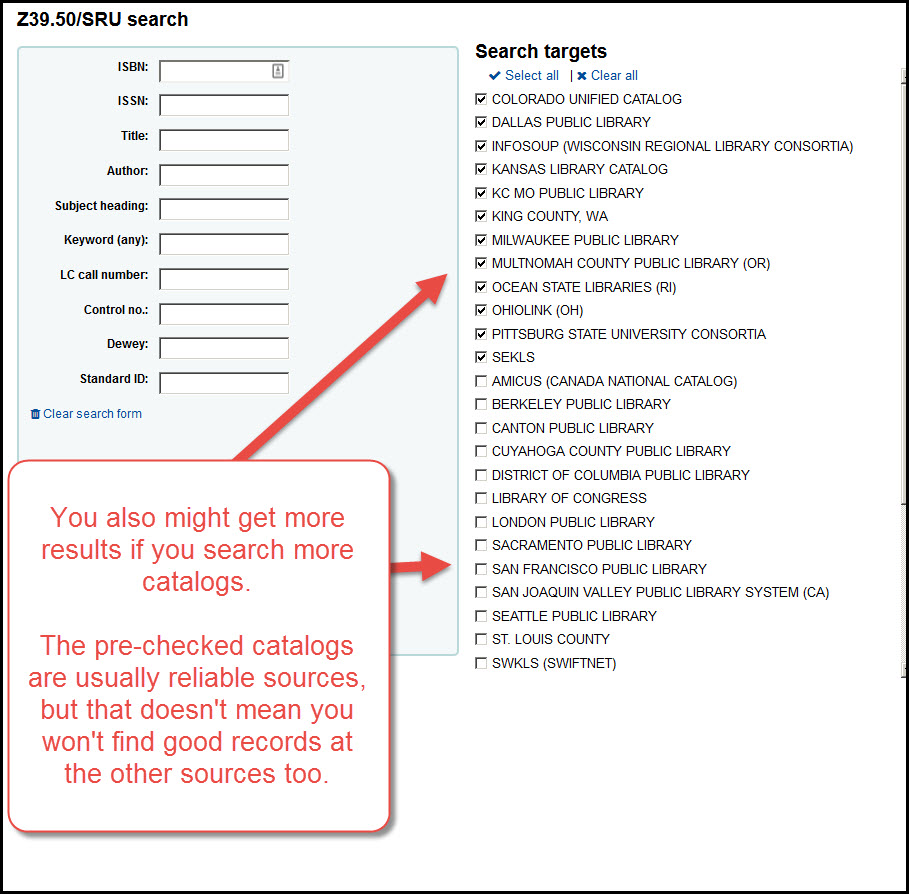 Z39.50/SRU search
ISBN:
ISSN:
Title:
Author:
Subject heading:
Keyword (any):
LC call number:
Control no.:
Dewey:
Standard ID:
Clear search form
You also might get more
results if you search more
catalogs.
The pre-checked catalogs
are usually reliable sources,
but that doesn't mean you
won't find good records at
the other sources too.
Search targets
Select all | Clear all
COLORADO UNIFIED CATALOG
DALLAS PUBLIC LIBRARY
INFOSOUP (WISCONSIN REGIONAL LIBRARY CONSORTIA)
KANSAS LIBRARY CATALOG
KC MO PUBLIC LIBRARY
KING COUNTY, WA
MILWAUKEE PUBLIC LIBRARY
MULTNOMAH COUNTY PUBLIC LIBRARY (OR)
OCEAN STATE LIBRARIES (RI)
OHIOLINK (OH)
PITTSBURG STATE UNIVERSITY CONSORTIA
SEKLS
AMICUS (CANADA NATIONAL CATALOG)
BERKELEY PUBLIC LIBRARY
CANTON PUBLIC LIBRARY
CUYAHOGA COUNTY PUBLIC LIBRARY
DISTRICT OF COLUMBIA PUBLIC LIBRARY
LIBRARY OF CONGRESS
LONDON PUBLIC LIBRARY
SACRAMENTO PUBLIC LIBRARY
SAN FRANCISCO PUBLIC LIBRARY
SAN JOAQUIN VALLEY PUBLIC LIBRARY SYSTEM (CA)
SEATTLE PUBLIC LIBRARY
ST. LOUIS COUNTY
SWKLS (SWIFTNET)